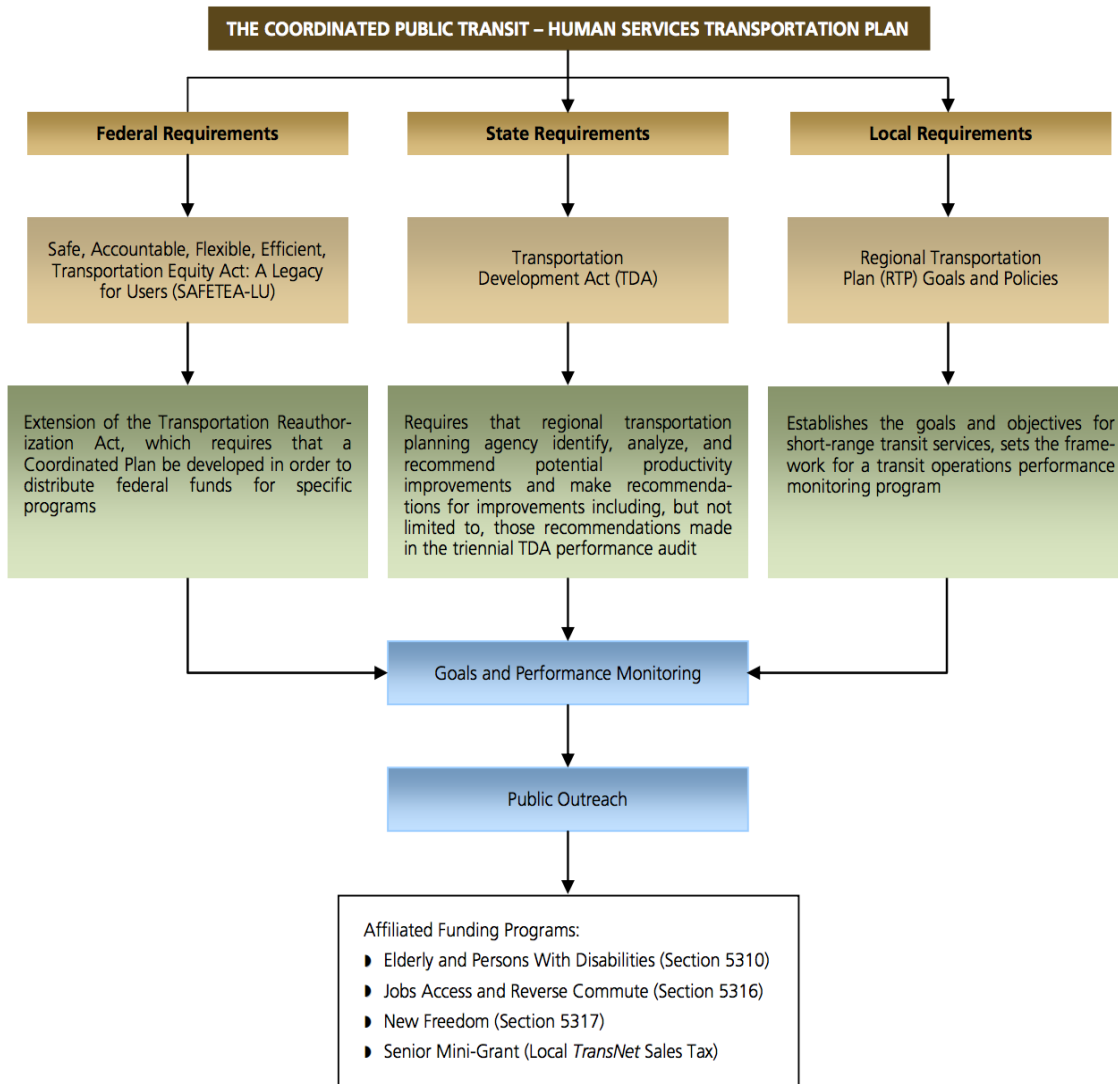 THE COORDINATED PUBLIC TRANSIT – HUMAN SERVICES TRANSPORTATION PLAN
Federal Requirements
State Requirements
Local Requirements
Safe, Accountable, Flexible, Efficient,
Transportation Equity Act: A Legacy
for Users (SAFETEA-LU)
Transportation
Development Act (TDA)
Regional Transportation
Plan (RTP) Goals and Policies
Extension of the Transportation Reauthor-
ization Act, which requires that a
Coordinated Plan be developed in order to
distribute federal funds for specific
programs
Requires that regional transportation
planning agency identify, analyze, and
recommend potential productivity
improvements and make recommenda-
tions for improvements including, but not
limited to, those recommendations made
in the triennial TDA performance audit
Establishes the goals and objectives for
short-range transit services, sets the frame-
work for a transit operations performance
monitoring program
Goals and Performance Monitoring
Public Outreach
Affiliated Funding Programs:
◗ Elderly and Persons With Disabilities (Section 5310)
◗ Jobs Access and Reverse Commute (Section 5316)
◗ New Freedom (Section 5317)
◗ Senior Mini-Grant (Local TransNet Sales Tax)